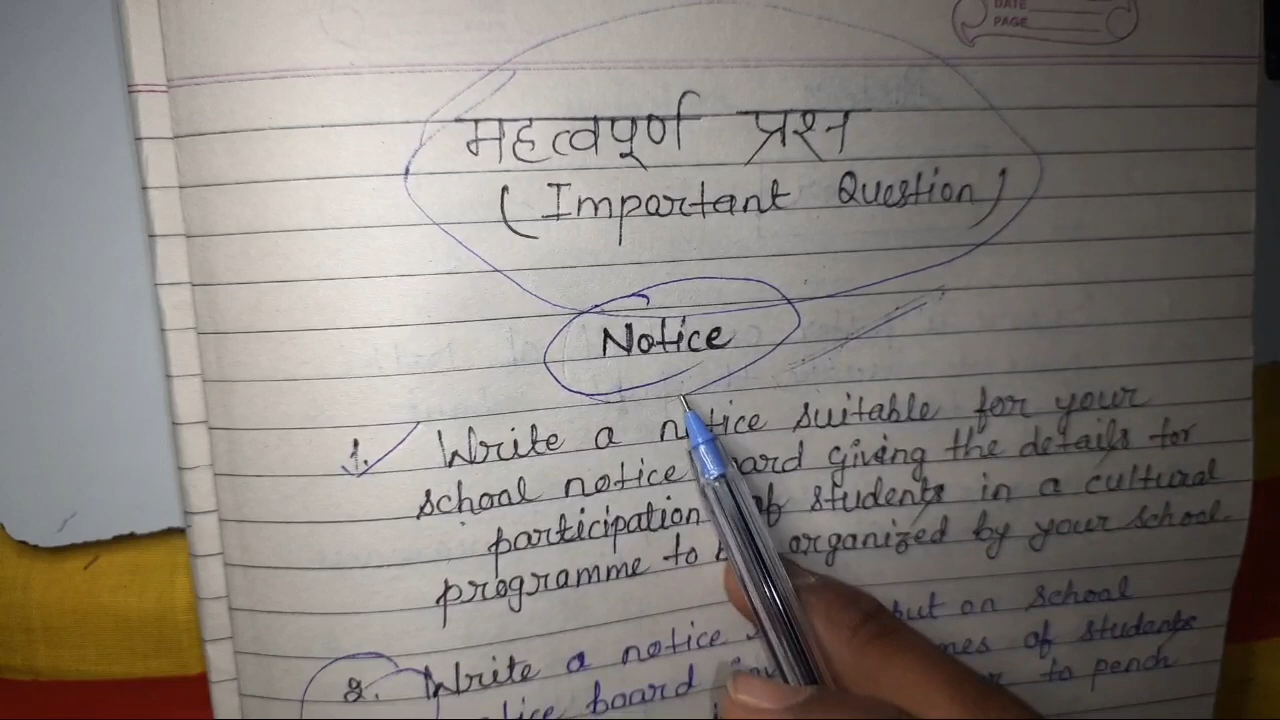 DATE
PAGE
महत्वपूर्ण प्रश्न
(Important Question)
Notice
1. Write a notice suitable for your
school notice giving the details for
participation of students in a cultural
programme to organized by your school.
2. Write a notice put on school
board of students
to pench